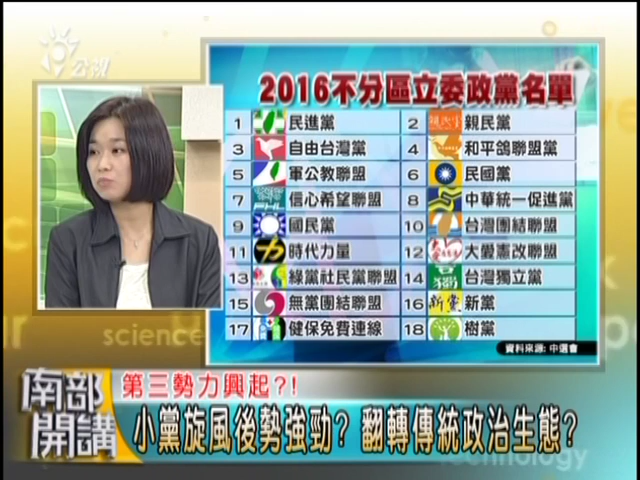 公視
2016不分區立委政黨名單
1 民進黨 2 親民黨
3 自由台灣黨 4 和平鴿聯盟黨
5 軍公教聯盟 6 民國黨
7 信心希望聯盟 8 中華統一促進黨
9 國民黨 10 台灣團結聯盟
11 時代力量 12 大愛憲改聯盟
13 綠黨社民黨聯盟 14 台灣獨立黨
15 無黨團結聯盟 16 新黨
17 健保免費連線 18 樹黨
資料來源: 中選會
science
南部開講
第三勢力興起?!
小黨旋風後勢強勁? 翻轉傳統政治生態?
Technology